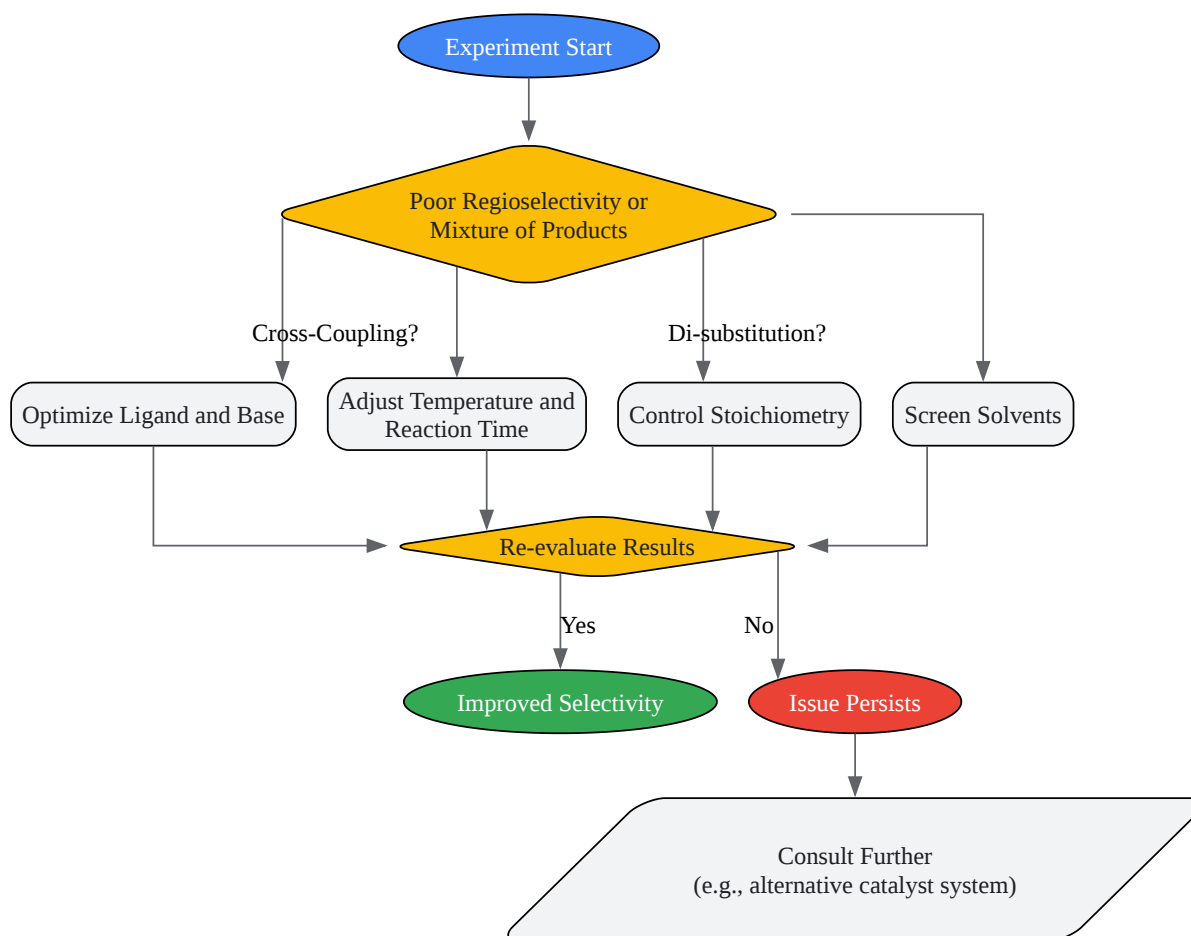 Experiment Start
Poor Regioselectivity or
Mixture of Products
Cross-Coupling?
Di-substitution?
Optimize Ligand and Base
Adjust Temperature and
Reaction Time
Control Stoichiometry
Screen Solvents
Re-evaluate Results
Yes
No
Improved Selectivity
Issue Persists
Consult Further
(e.g., alternative catalyst system)